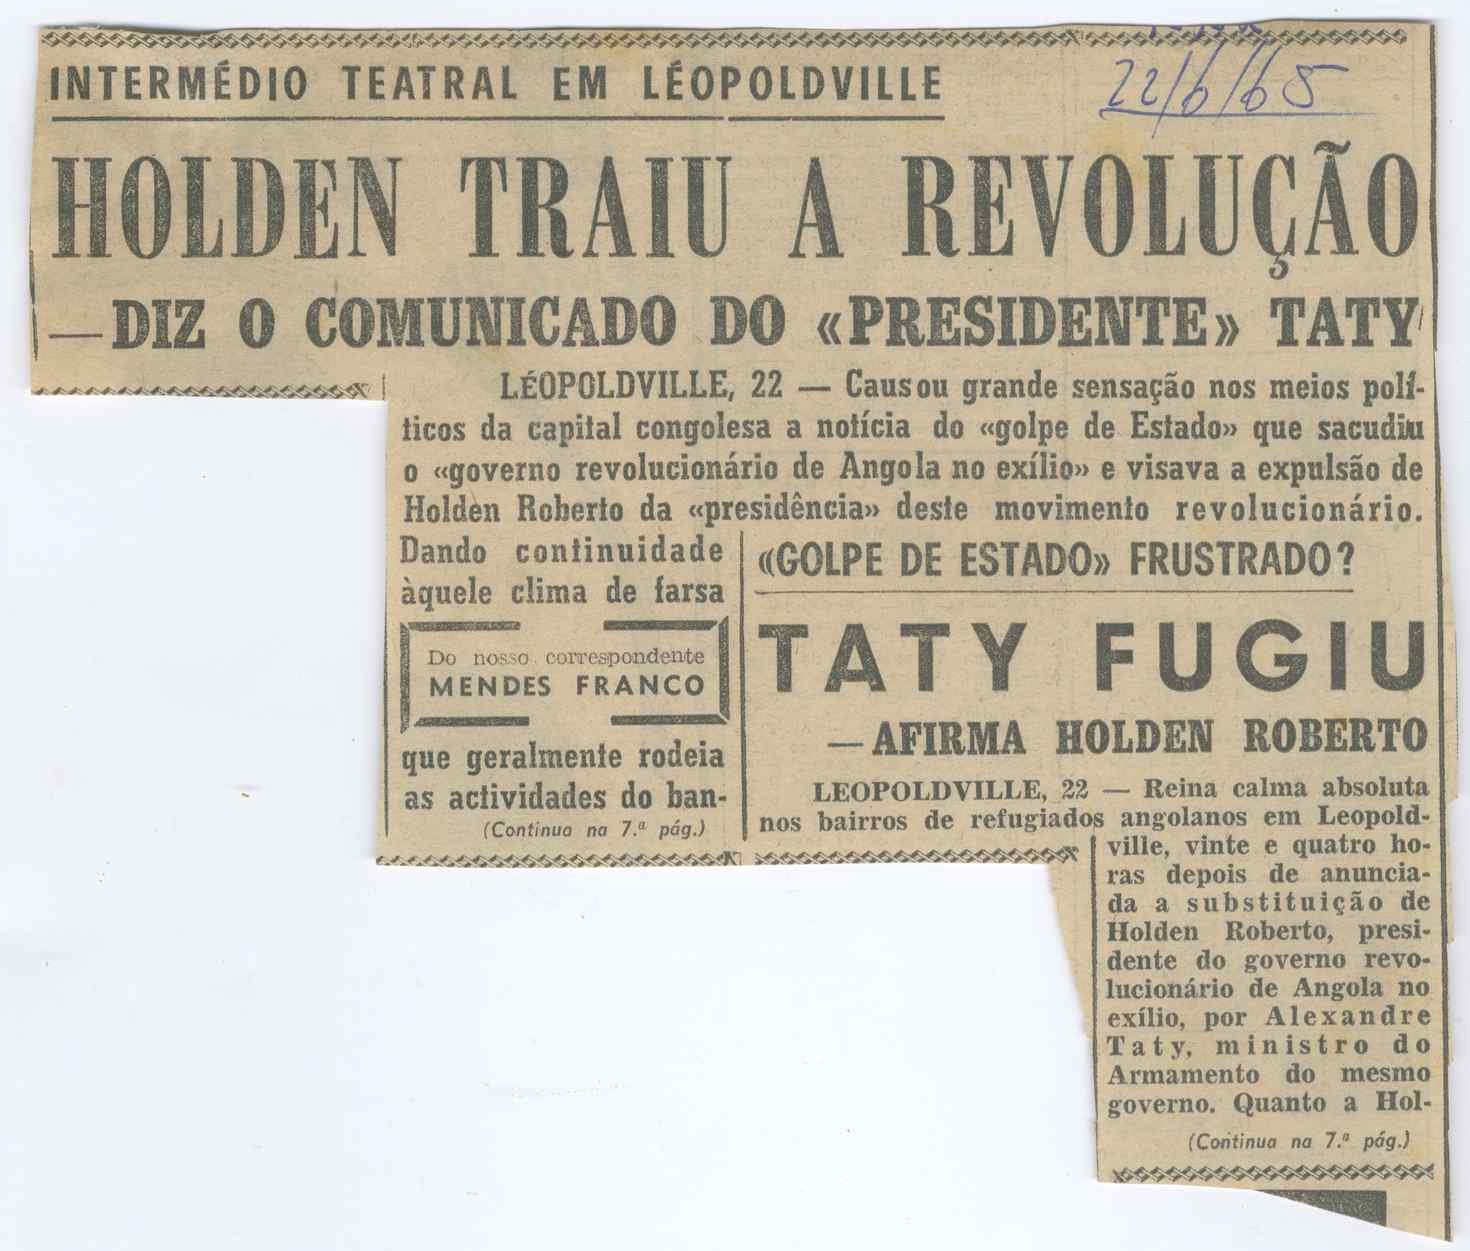 INTERMÉDIO TEATRAL EM LÉOPOLDVILLE
22/6/65
HOLDEN TRAIU A REVOLUÇÃO
— DIZ O COMUNICADO DO «PRESIDENTE» TATY
LÉOPOLDVILLE, 22 — Causou grande sensação nos meios polí-
ticos da capital congolesa a notícia do «golpe de Estado» que sacudiu
o «governo revolucionário de Angola no exílio» e visava a expulsão de
Holden Roberto da «presidência» deste movimento revolucionário.
Dando continuidade
àquele clima de farsa
Do nosso correspondente
MENDES FRANCO
que geralmente rodeia
as actividades do ban-
(Continua na 7.ª pág.)
«GOLPE DE ESTADO» FRUSTRADO?
TATY FUGIU
— AFIRMA HOLDEN ROBERTO
LEOPOLDVILLE, 22 — Reina calma absoluta
nos bairros de refugiados angolanos em Leopold-
ville, vinte e quatro ho-
ras depois de anuncia-
da a substituição de
Holden Roberto, presi-
dente do governo revo-
lucionário de Angola no
exílio, por Alexandre
Taty, ministro do
Armamento do mesmo
governo. Quanto a Hol-
(Continua na 7.ª pág.)